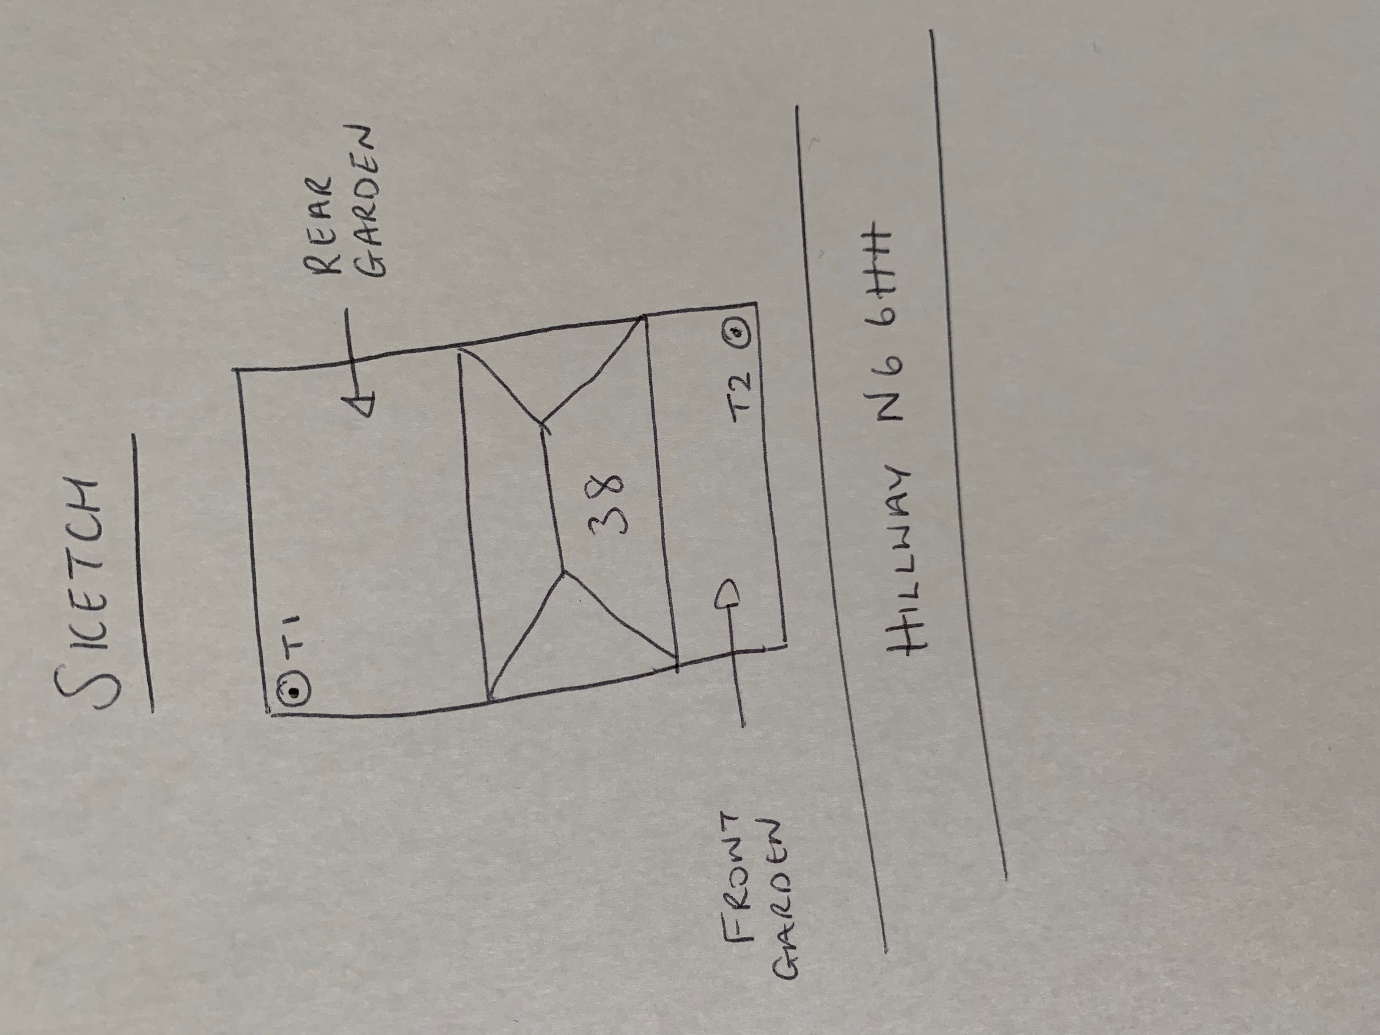 SKETCH
REAR
GARDEN
T1
38
T2
FRONT
GARDEN
HILLWAY N6 6HH